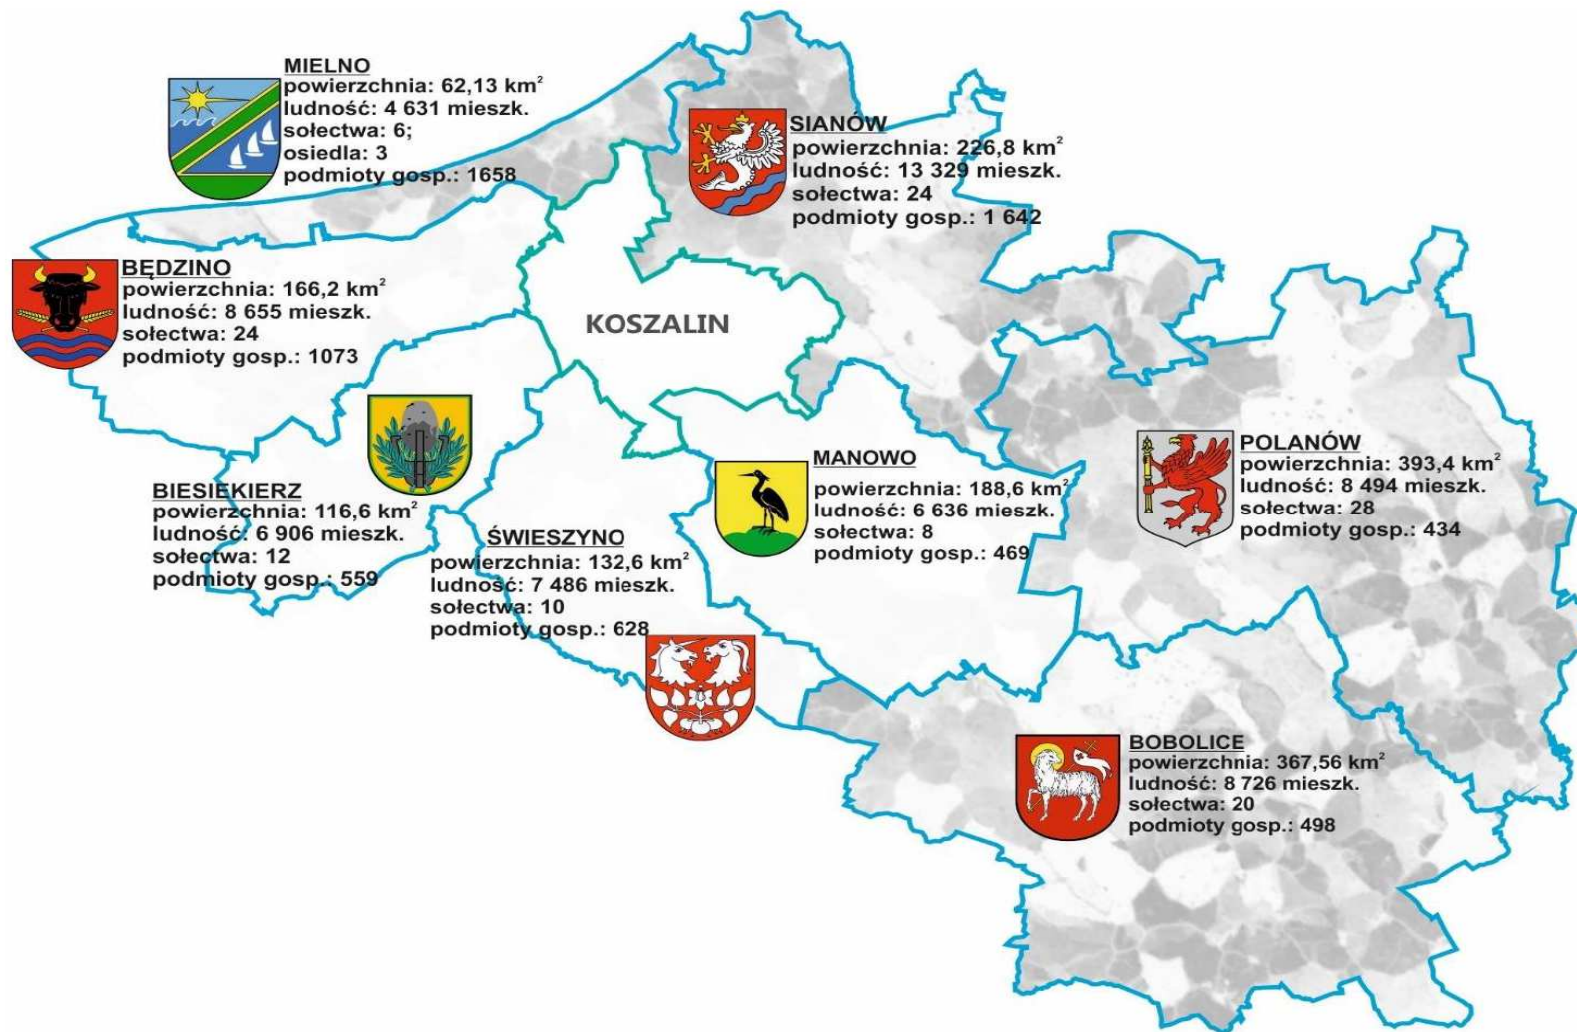 MIELNO
powierzchnia: 62,13 km²
ludność: 4 631 mieszk.
sołectwa: 6;
osiedla: 3
podmioty gosp.: 1658
SIANÓW
powierzchnia: 226,8 km²
ludność: 13 329 mieszk.
sołectwa: 24
podmioty gosp.: 1 642
BĘDZINO
powierzchnia: 166,2 km²
ludność: 8 655 mieszk.
sołectwa: 24
podmioty gosp.: 1073
KOSZALIN
BIESIEKIERZ
powierzchnia: 116,6 km²
ludność: 6 906 mieszk.
sołectwa: 12
podmioty gosp.: 559
ŚWIESZYNO
powierzchnia: 132,6 km²
ludność: 7 486 mieszk.
sołectwa: 10
podmioty gosp.: 628
MANOWO
powierzchnia: 188,6 km²
ludność: 6 636 mieszk.
sołectwa: 8
podmioty gosp.: 469
POLANÓW
powierzchnia: 393,4 km²
ludność: 8 494 mieszk.
sołectwa: 28
podmioty gosp.: 434
BOBOLICE
powierzchnia: 367,56 km²
ludność: 8 726 mieszk.
sołectwa: 20
podmioty gosp.: 498